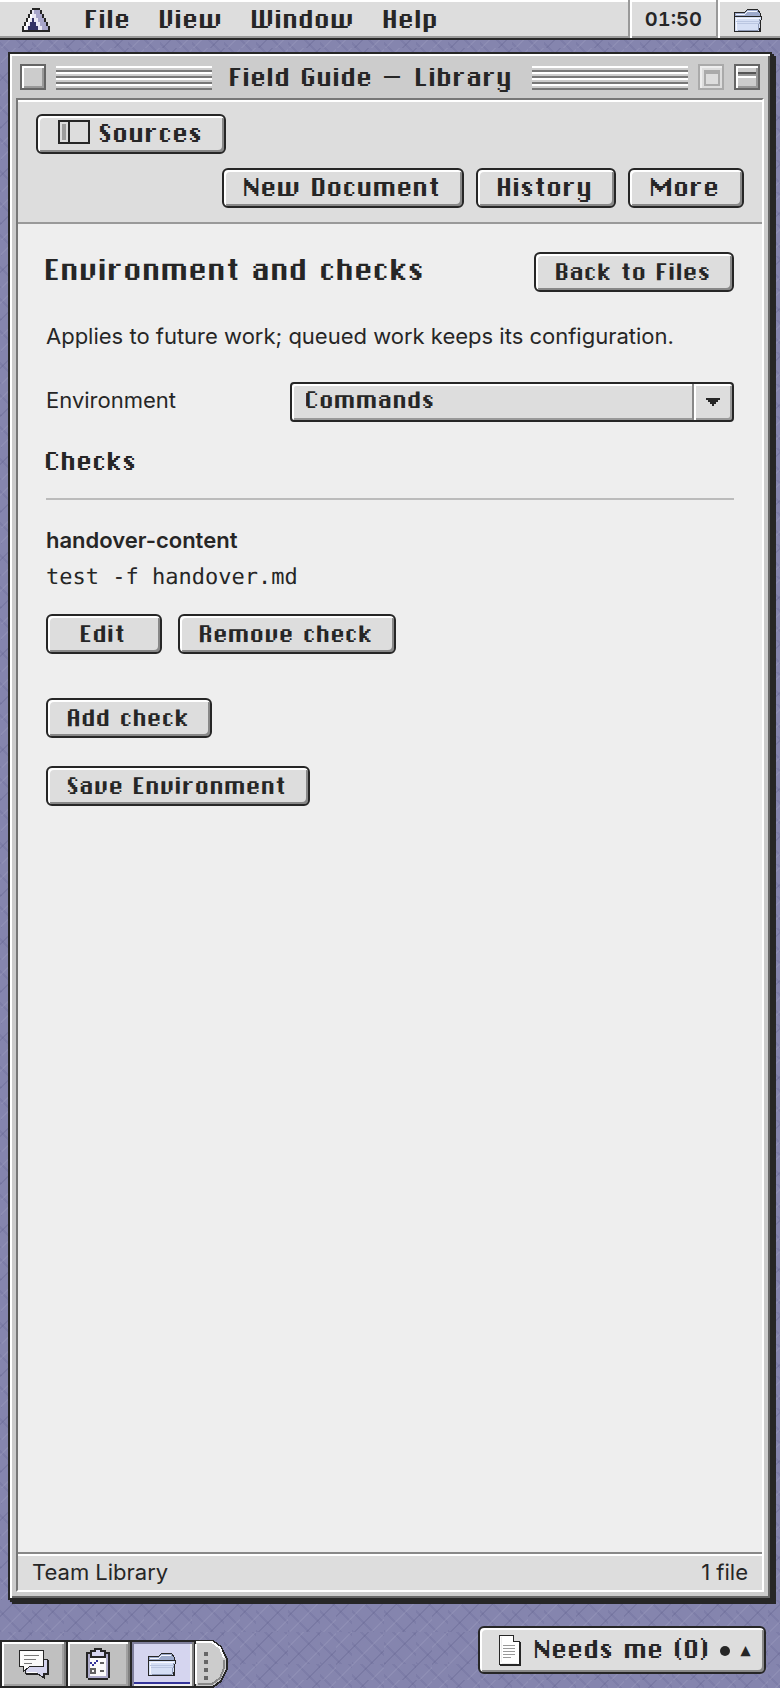 File View Window Help 01:50
Field Guide — Library
Sources
New Document History More
Environment and checks Back to Files
Applies to future work; queued work keeps its configuration.
Environment Commands
Checks
handover-content
test -f handover.md
Edit Remove check
Add check
Save Environment
Team Library 1 file
Needs me (0) ● ▲